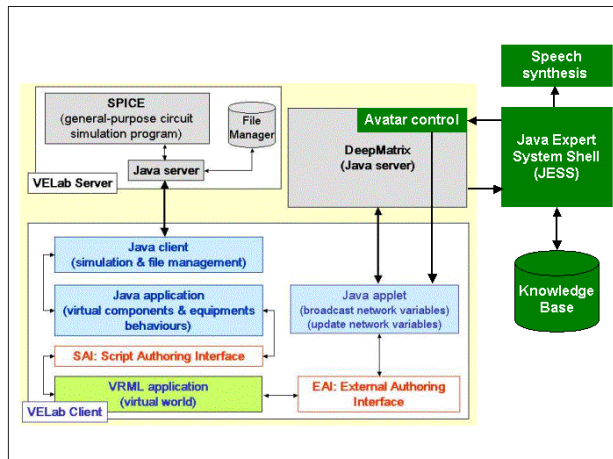 Speech
synthesis
SPICE
(general-purpose circuit
simulation program)
File
Manager
Java server
VELab Server
Avatar control
DeepMatrix
(Java server)
Java Expert
System Shell
(JESS)
Java client
(simulation & file management)
Java application
(virtual components & equipments
behaviours)
Java applet
(broadcast network variables)
(update network variables)
Knowledge
Base
SAI: Script Authoring Interface
VRML application
(virtual world)
EAI: External Authoring
Interface
VELab Client